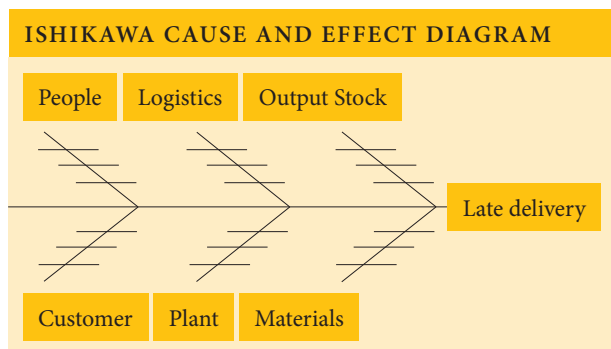 ISHIKAWA CAUSE AND EFFECT DIAGRAM
People Logistics Output Stock
Late delivery
Customer Plant Materials